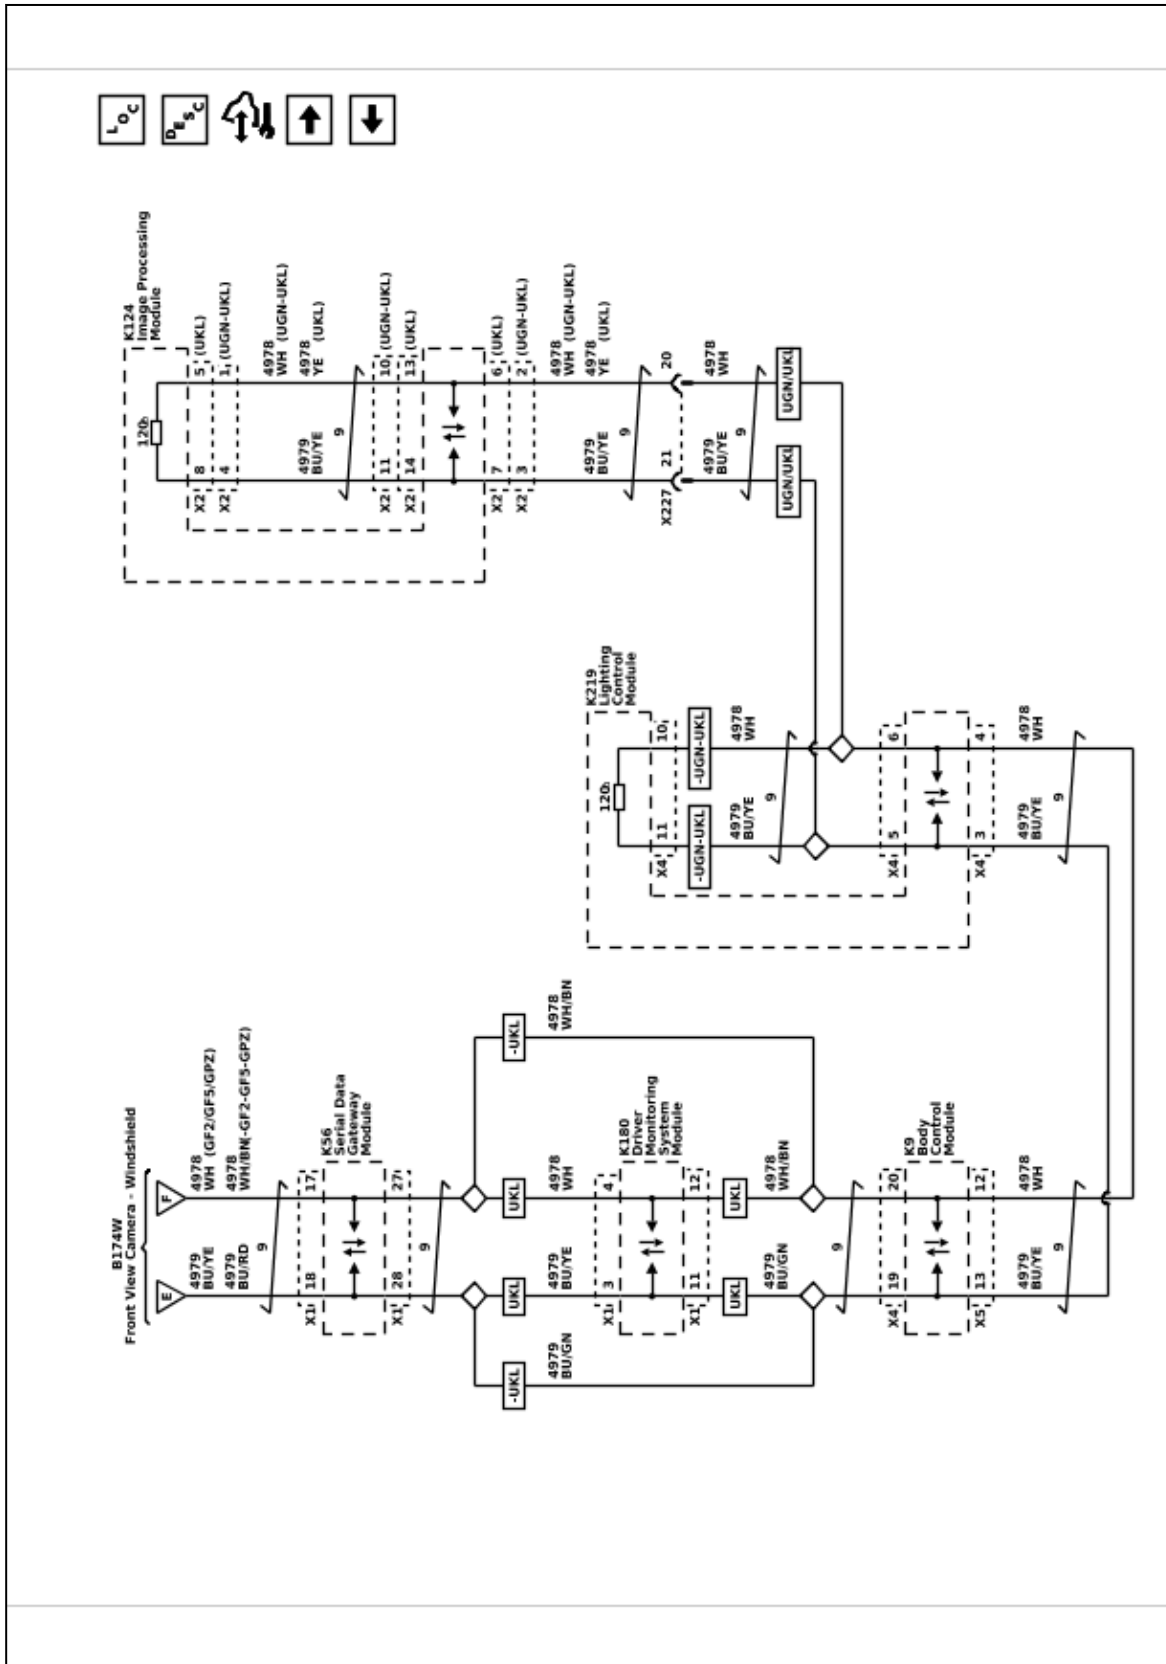 LOC
DESC
K124
Image Processing
Module
120
X2
8
5
(UKL)
X2
4
1
(UGN-UKL)
4978
WH (UGN-UKL)
4978
YE (UKL)
4979
BU/YE
9
X2
11
10
(UGN-UKL)
X2
14
13
(UKL)
X2
7
6
(UKL)
X2
3
2
(UGN-UKL)
4978
WH (UGN-UKL)
4978
YE (UKL)
4979
BU/YE
9
X227
21
20
4979
BU/YE
4978
WH
9
UGN/UKL
UGN/UKL
K219
Lighting
Control
Module
120
X4
11
10
-UGN-UKL
-UGN-UKL
4979
BU/YE
4978
WH
9
X4
5
6
X4
3
4
4979
BU/YE
4978
WH
9
B174W
Front View Camera - Windshield
E
F
4979
BU/YE
4979
BU/RD
4978
WH (GF2/GF5/GPZ)
4978
WH/BN(-GF2-GF5-GPZ)
9
K56
Serial Data
Gateway
Module
X1
18
17
X1
28
27
9
-UKL
UKL
UKL
-UKL
4979
BU/GN
4979
BU/YE
4978
WH
4978
WH/BN
K180
Driver
Monitoring
System
Module
X1
3
4
X1
11
12
UKL
UKL
4979
BU/GN
4978
WH/BN
9
K9
Body
Control
Module
X4
19
20
X5
13
12
4979
BU/YE
4978
WH
9